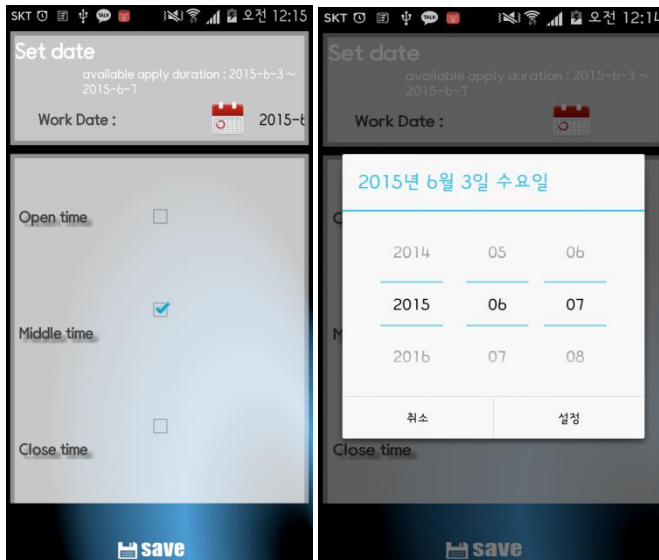 SKT 오전 12:15
Set date
available apply duration : 2015-6-3 ~
2015-6-7
Work Date :
2015-6
Open time
Middle time
Close time
save
SKT 오전 12:14
Set date
available apply duration : 2015-6-3 ~
2015-6-7
Work Date :
2015년 6월 3일 수요일
2014 05 06
2015 06 07
2016 07 08
취소 설정
Close time
save